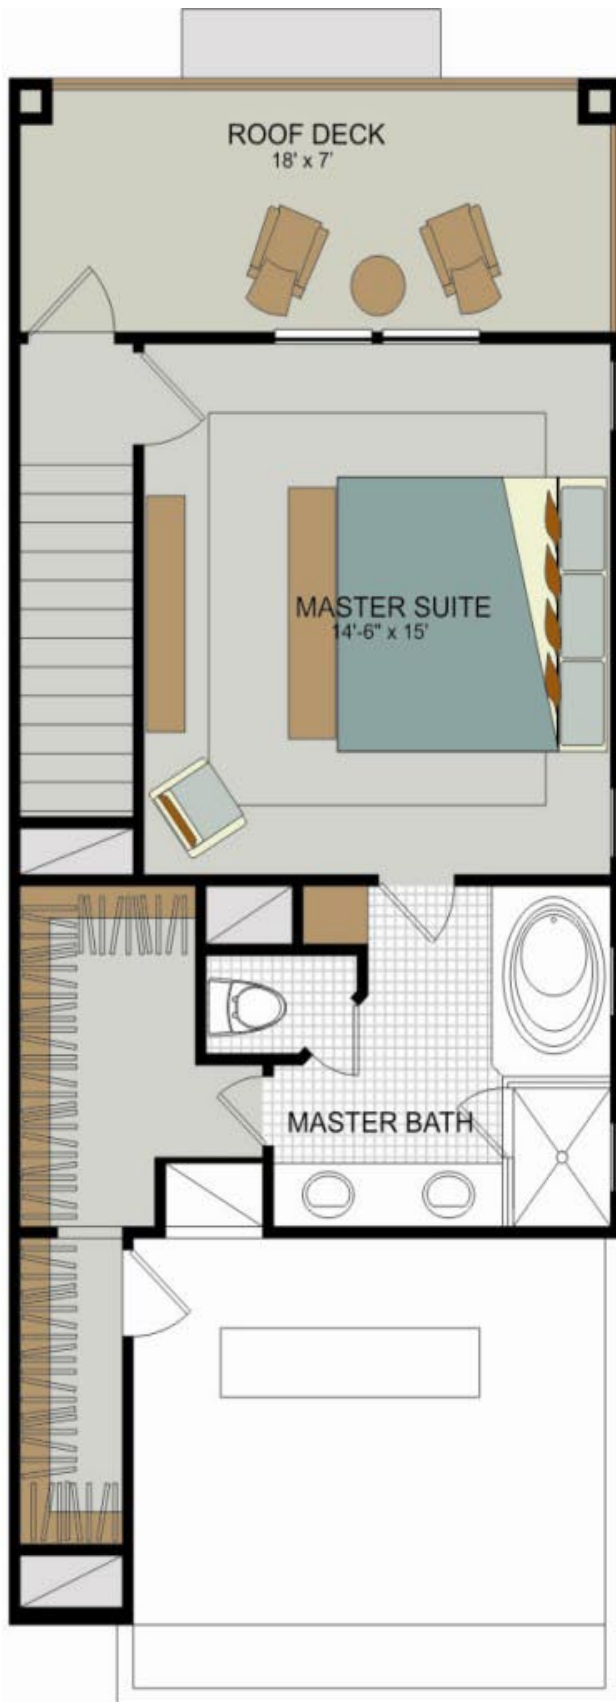 ROOF DECK
18' x 7'
MASTER SUITE
14'-6" x 15'
MASTER BATH